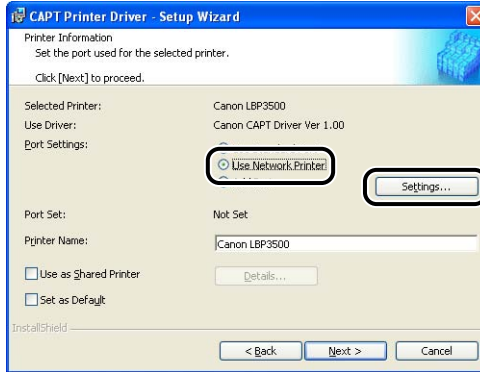 CAPT Printer Driver - Setup Wizard
Printer Information
Set the port used for the selected printer.
Click [Next] to proceed.
Selected Printer: Canon LBP3500
Use Driver: Canon CAPT Driver Ver 1.00
Port Settings:
Use Network Printer
Settings...
Port Set: Not Set
Printer Name: Canon LBP3500
Use as Shared Printer Details...
Set as Default
InstallShield
< Back Next > Cancel